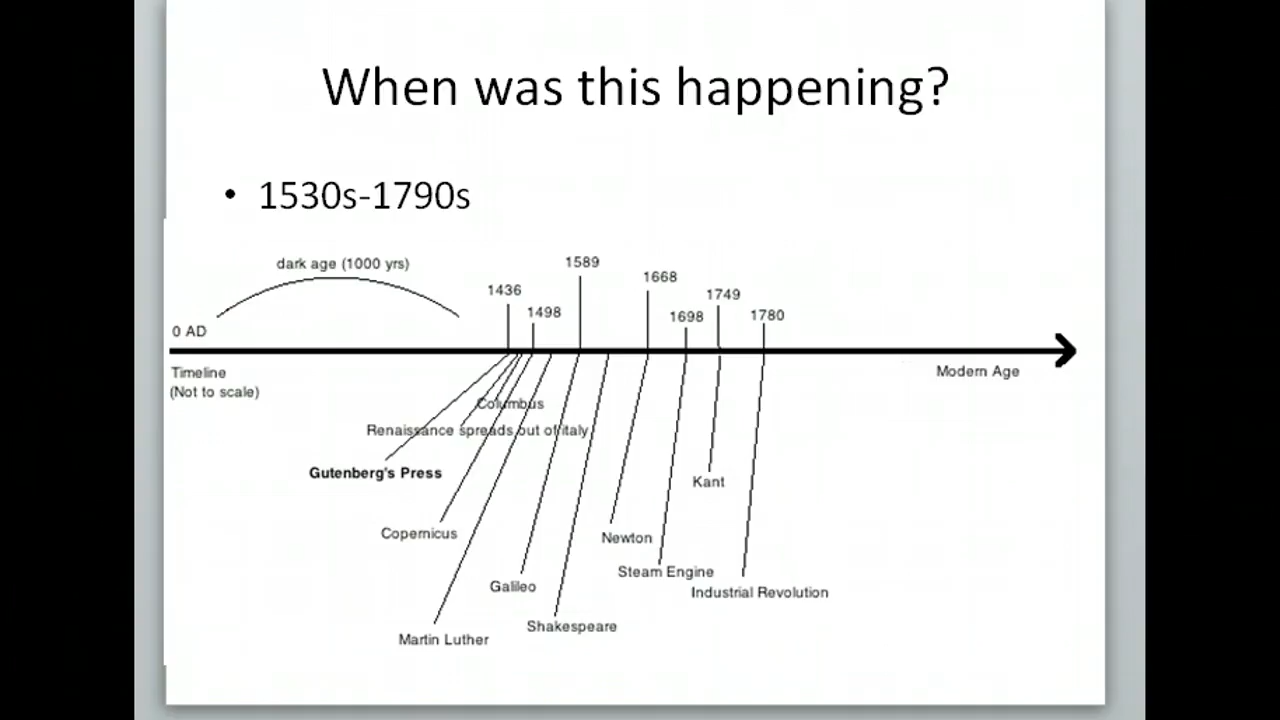 When was this happening?
• 1530s-1790s
dark age (1000 yrs)
1589
1668
1436
1749
1498
1698
1780
0 AD
Timeline
(Not to scale)
Modern Age
Columbus
Renaissance spreads out of italy
Gutenberg's Press
Kant
Copernicus
Newton
Steam Engine
Galileo
Industrial Revolution
Shakespeare
Martin Luther